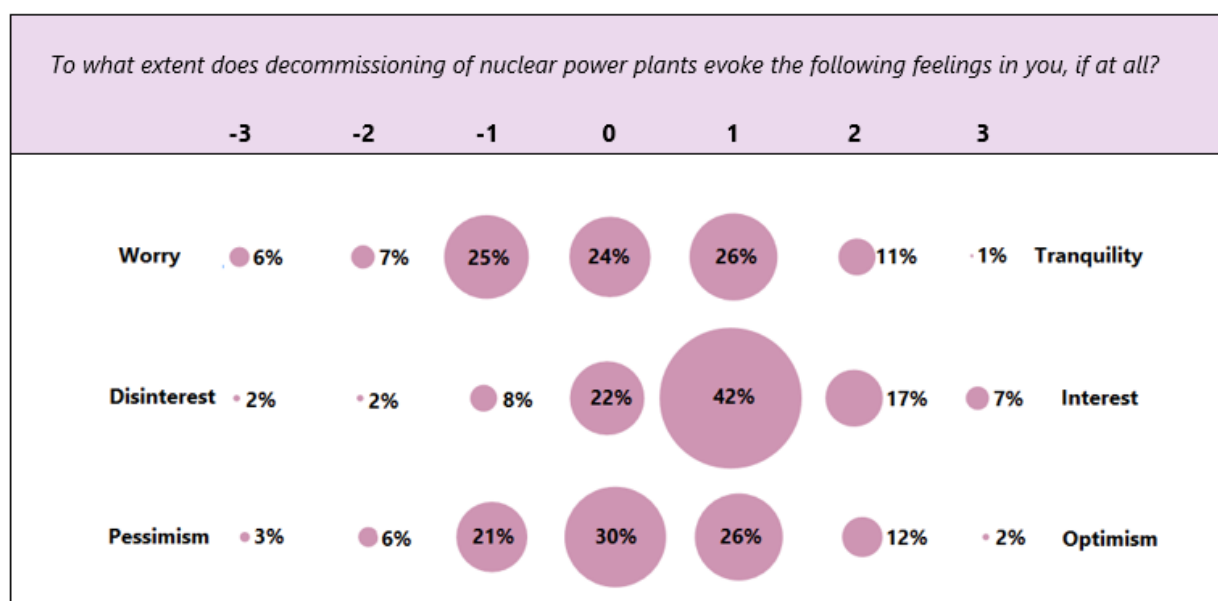 To what extent does decommissioning of nuclear power plants evoke the following feelings in you, if at all?
-3 -2 -1 0 1 2 3
Worry 6% 7% 25% 24% 26% 11% 1% Tranquility
Disinterest 2% 2% 8% 22% 42% 17% 7% Interest
Pessimism 3% 6% 21% 30% 26% 12% 2% Optimism